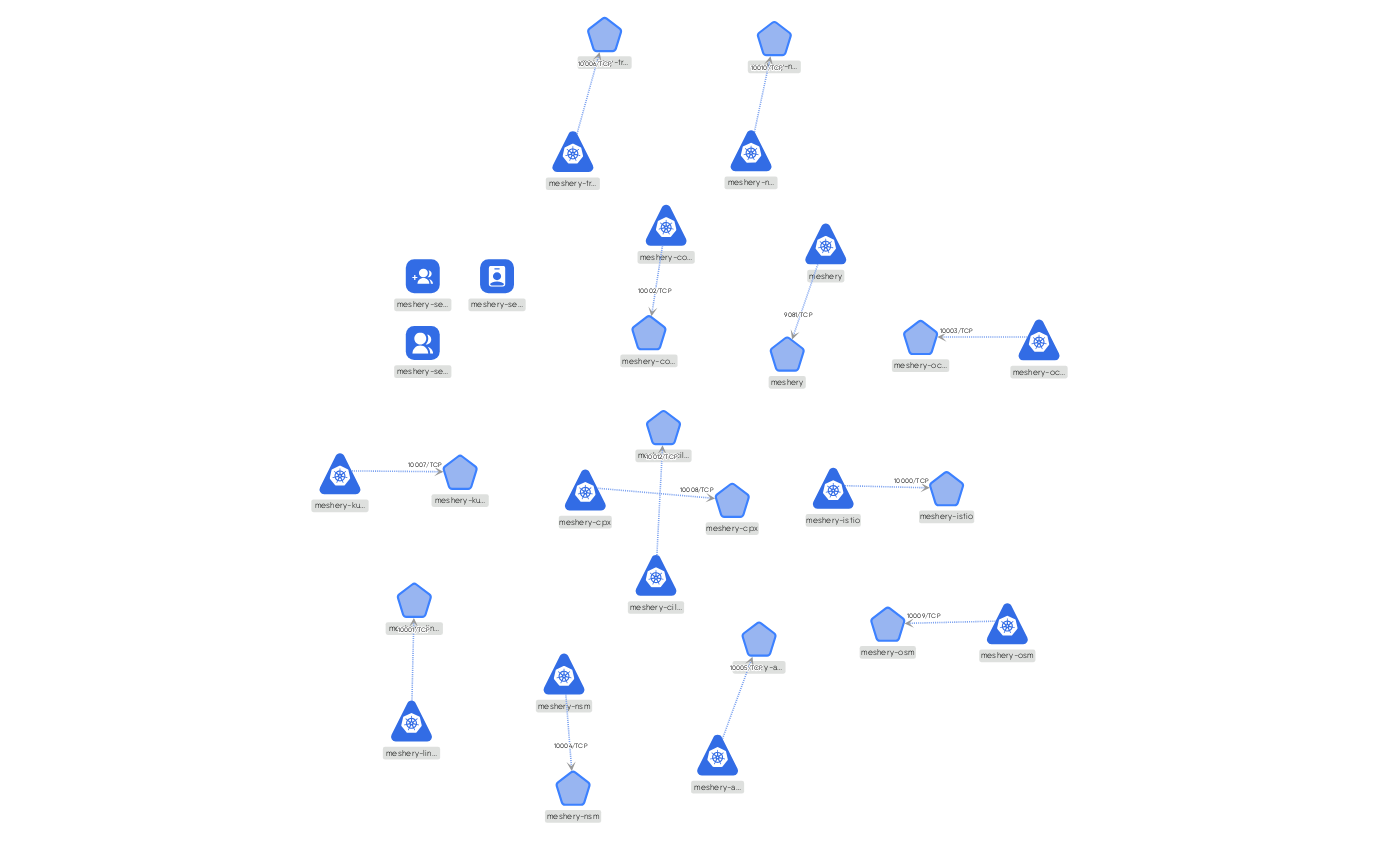 10006/TCP
-tr...
10010/TCP
-n...
meshery-tr...
meshery-n...
meshery-co...
meshery
meshery-se...
meshery-se...
10002/TCP
9081/TCP
10003/TCP
meshery-co...
meshery-oc...
meshery-se...
meshery-oc...
meshery
10012/TCP
10007/TCP
10008/TCP
10000/TCP
meshery-ku...
meshery-ku...
meshery-cpx
meshery-cpx
meshery-istio
meshery-istio
meshery-cil...
10009/TCP
10001/TCP
meshery-osm
meshery-osm
10005/TCP
y-a...
meshery-nsm
10004/TCP
meshery-lin...
meshery-a...
meshery-nsm